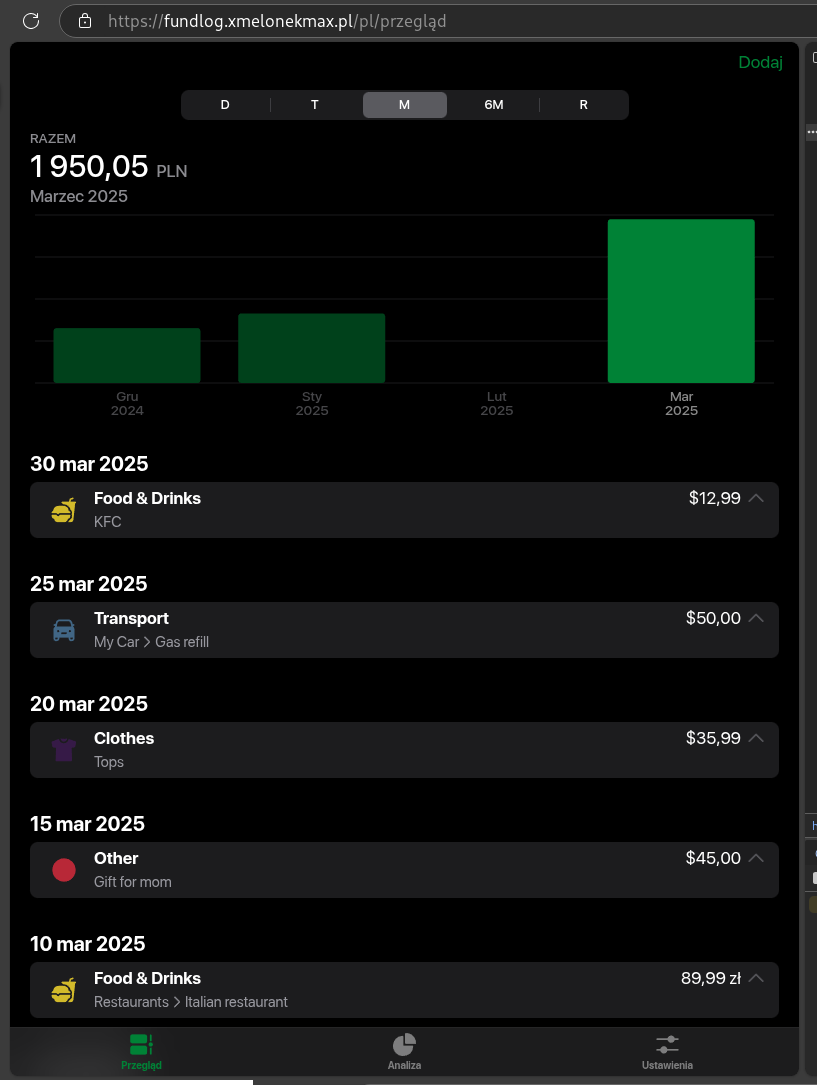 https://fundlog.xmelonekmax.pl/pl/przegląd
Dodaj
D T M 6M R
RAZEM
1 950,05 PLN
Marzec 2025
Gru Sty Lut Mar
2024 2025 2025 2025
30 mar 2025
Food & Drinks $12,99
KFC
25 mar 2025
Transport $50,00
My Car > Gas refill
20 mar 2025
Clothes $35,99
Tops
15 mar 2025
Other $45,00
Gift for mom
10 mar 2025
Food & Drinks 89,99 zł
Restaurants > Italian restaurant
Przegląd Analiza Ustawienia